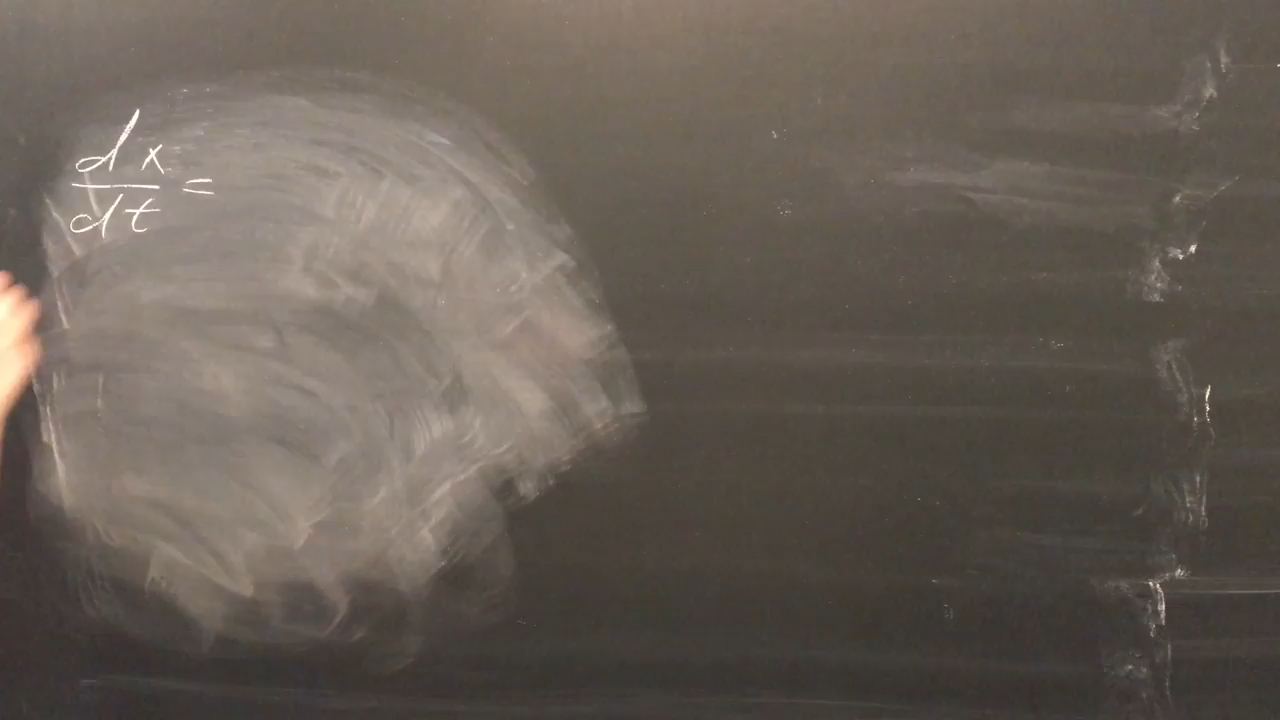 dx/dt =